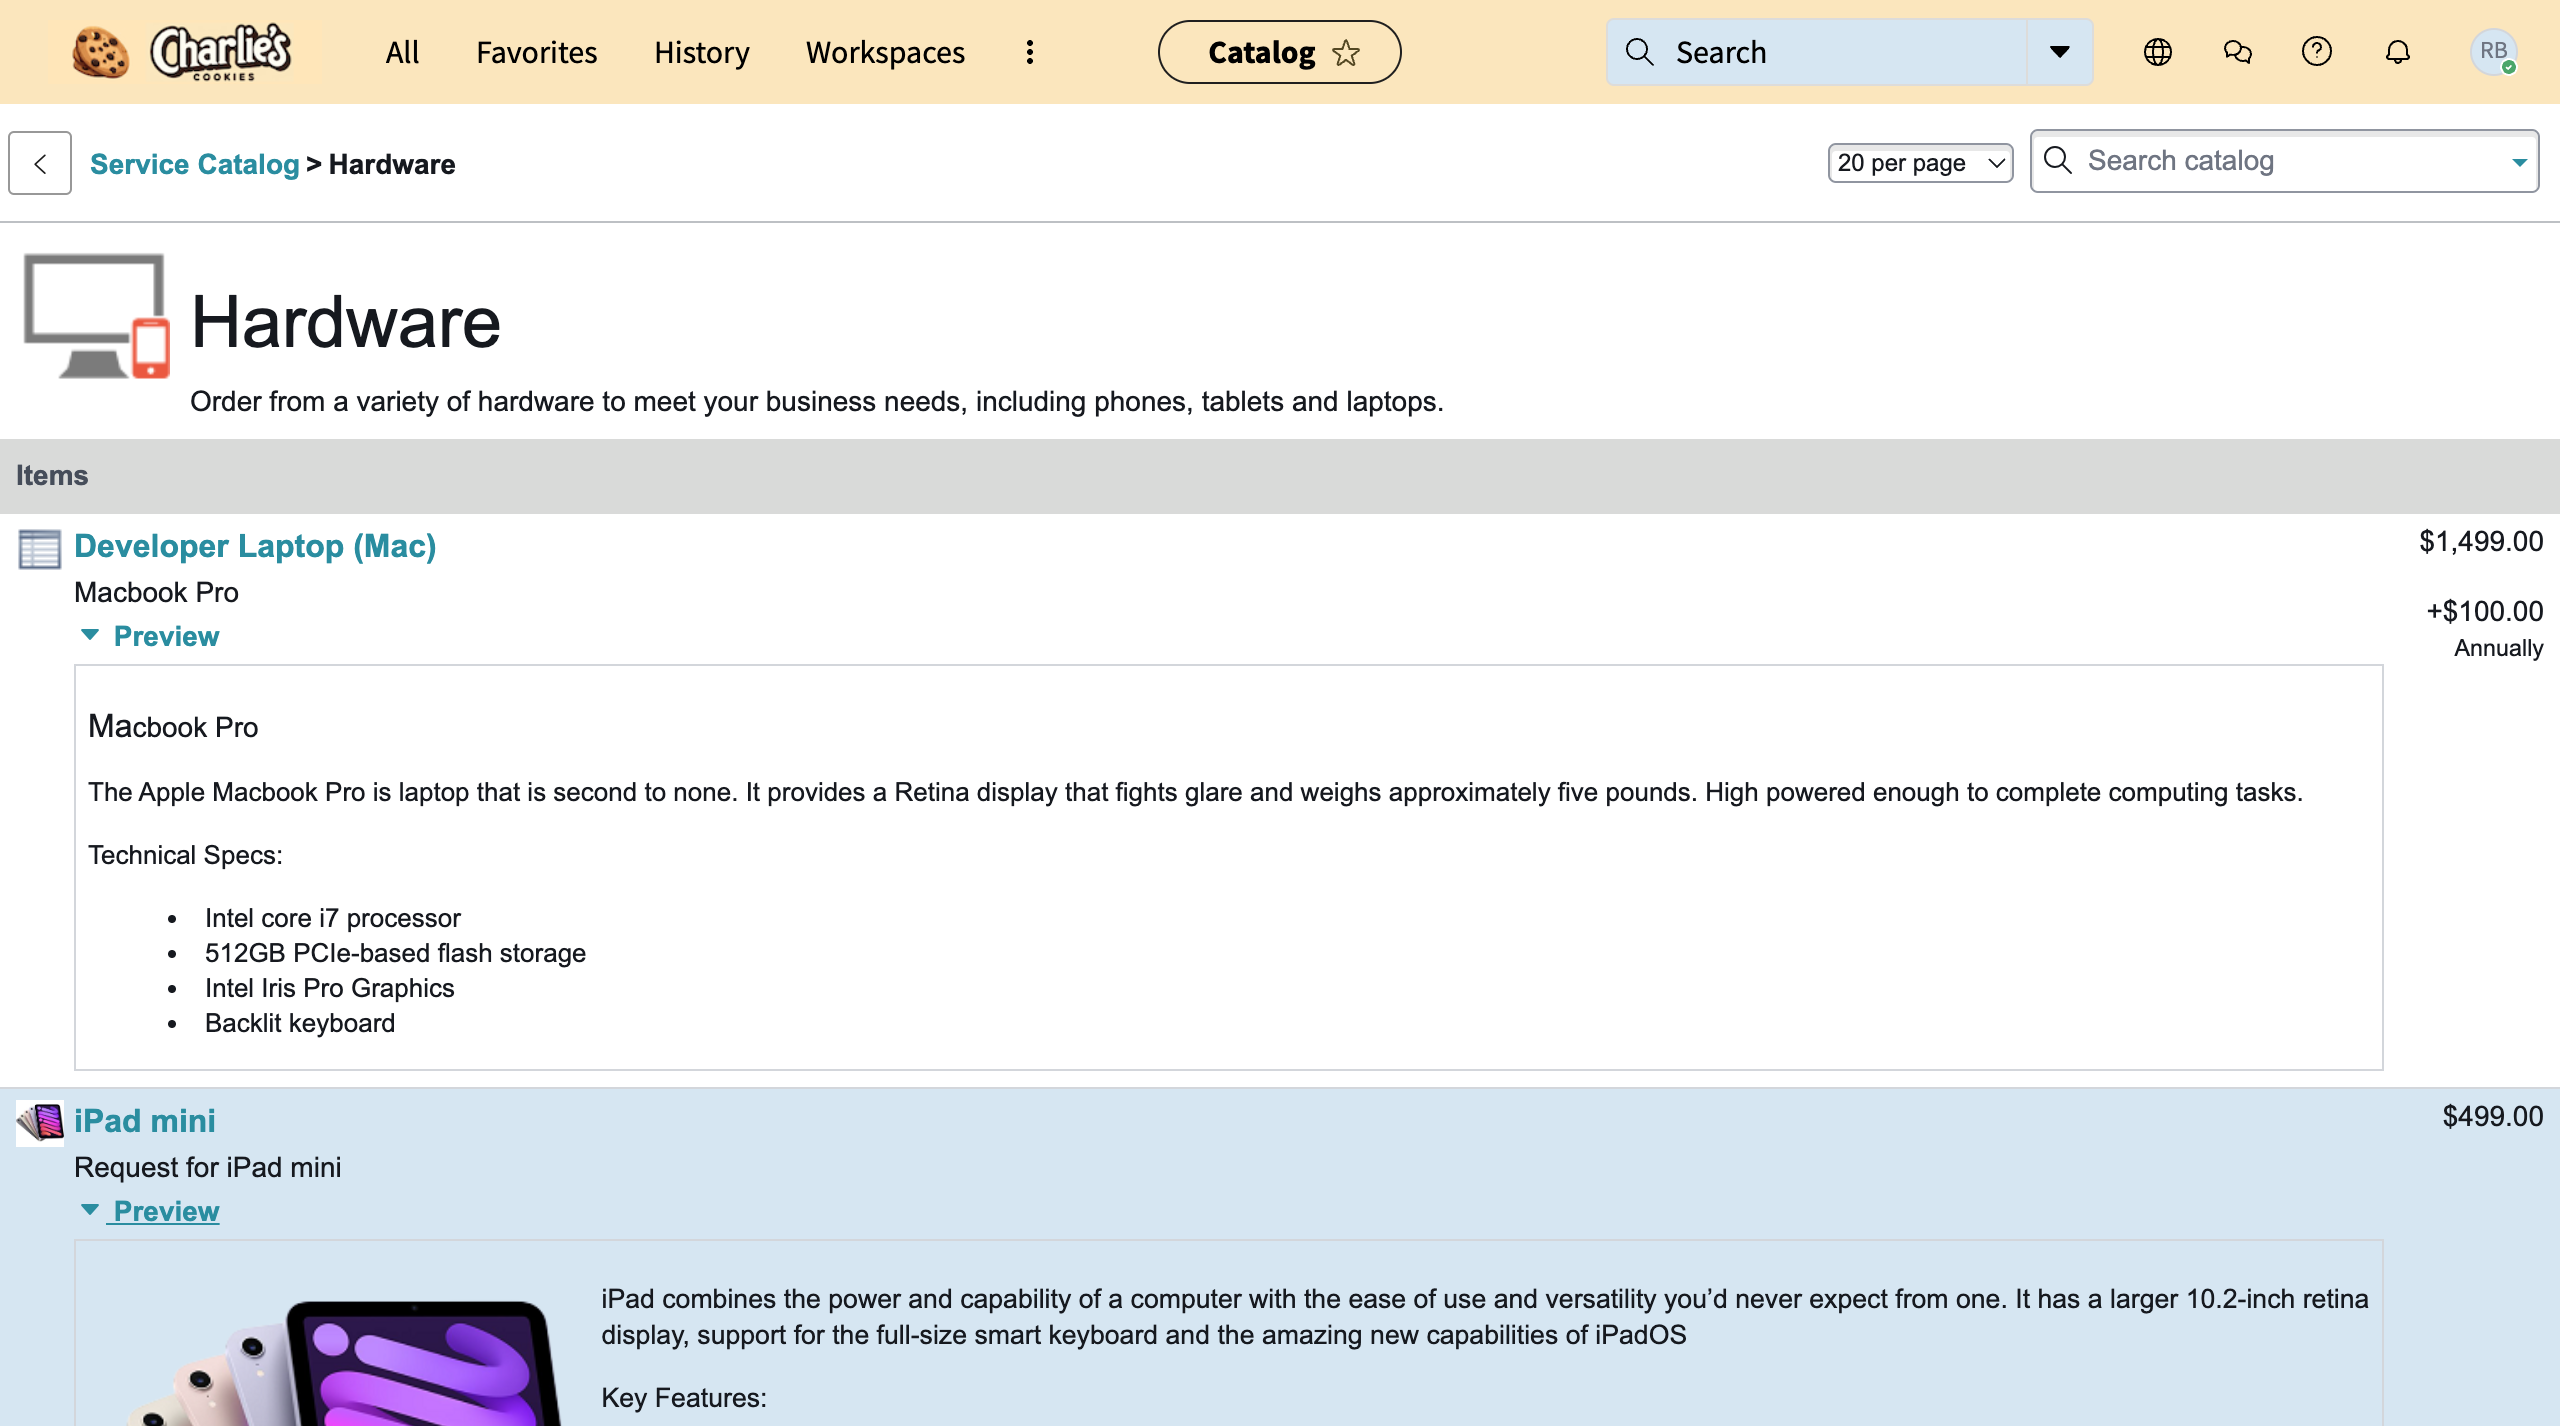 Charlie's COOKIES All Favorites History Workspaces Catalog Search RB
Service Catalog > Hardware 20 per page Search catalog
Hardware
Order from a variety of hardware to meet your business needs, including phones, tablets and laptops.
Items
Developer Laptop (Mac) $1,499.00
Macbook Pro +$100.00
Preview Annually
Macbook Pro
The Apple Macbook Pro is laptop that is second to none. It provides a Retina display that fights glare and weighs approximately five pounds. High powered enough to complete computing tasks.
Technical Specs:
• Intel core i7 processor
• 512GB PCIe-based flash storage
• Intel Iris Pro Graphics
• Backlit keyboard
iPad mini $499.00
Request for iPad mini
Preview
iPad combines the power and capability of a computer with the ease of use and versatility you’d never expect from one. It has a larger 10.2-inch retina
display, support for the full-size smart keyboard and the amazing new capabilities of iPadOS
Key Features: